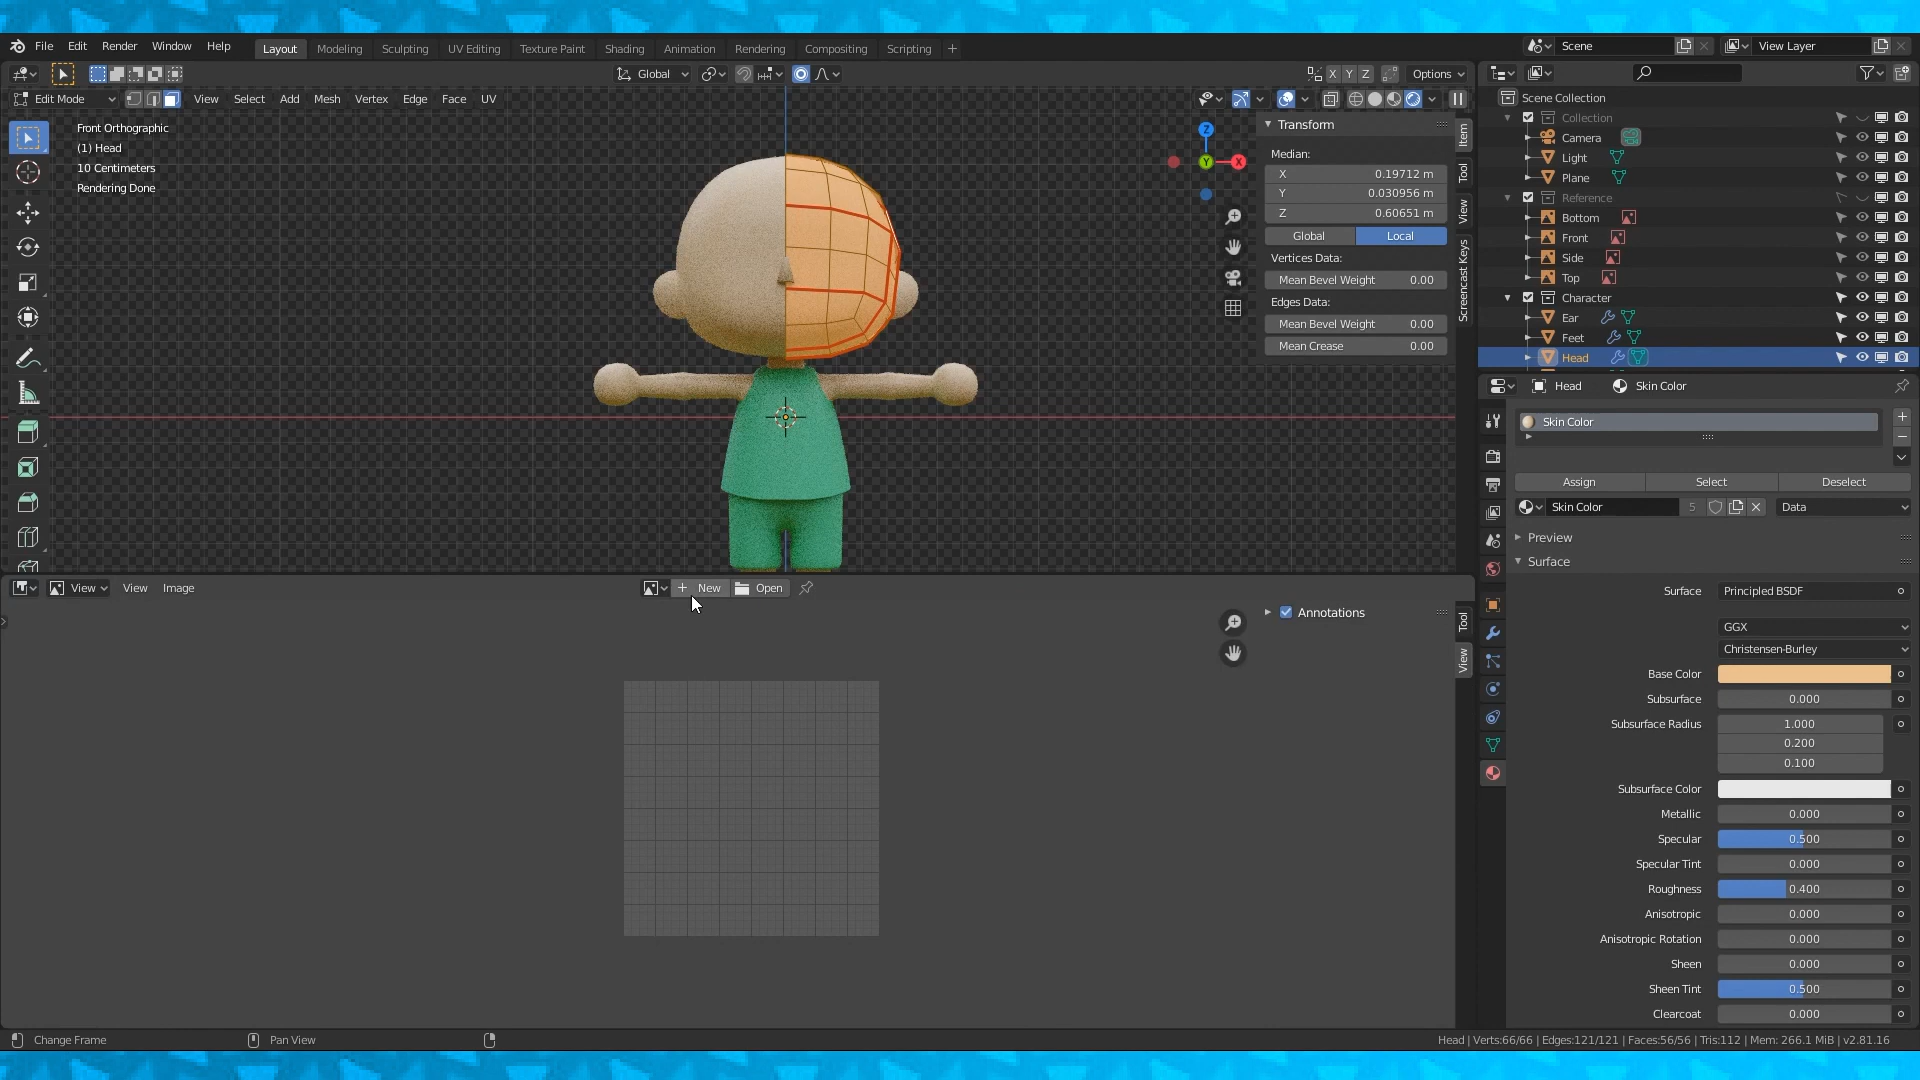 File Edit Render Window Help Layout Modeling Sculpting UV Editing Texture Paint Shading Animation Rendering Compositing Scripting + Scene View Layer
Global X Y Z Options
Edit Mode View Select Add Mesh Vertex Edge Face UV
Front Orthographic
(1) Head
10 Centimeters
Rendering Done
Z
Y
X
Transform
Median:
X 0.19712 m
Y 0.030956 m
Z 0.60651 m
Global Local
Vertices Data:
Mean Bevel Weight 0.00
Edges Data:
Mean Bevel Weight 0.00
Mean Crease 0.00
Item
Tool
View
Screencast Keys
Scene Collection
Collection
Camera
Light
Plane
Reference
Bottom
Front
Side
Top
Character
Ear
Feet
Head
Head Skin Color
Skin Color
Assign Select Deselect
Skin Color 5 Data
Preview
Surface
Surface Principled BSDF
GGX
Christensen-Burley
Base Color
Subsurface 0.000
Subsurface Radius 1.000
0.200
0.100
Subsurface Color
Metallic 0.000
Specular 0.500
Specular Tint 0.000
Roughness 0.400
Anisotropic 0.000
Anisotropic Rotation 0.000
Sheen 0.000
Sheen Tint 0.500
Clearcoat 0.000
View View Image + New Open
Annotations
Tool
View
Change Frame Pan View Head | Verts:66/66 | Edges:121/121 | Faces:56/56 | Tris:112 | Mem: 266.1 MiB | v2.81.16